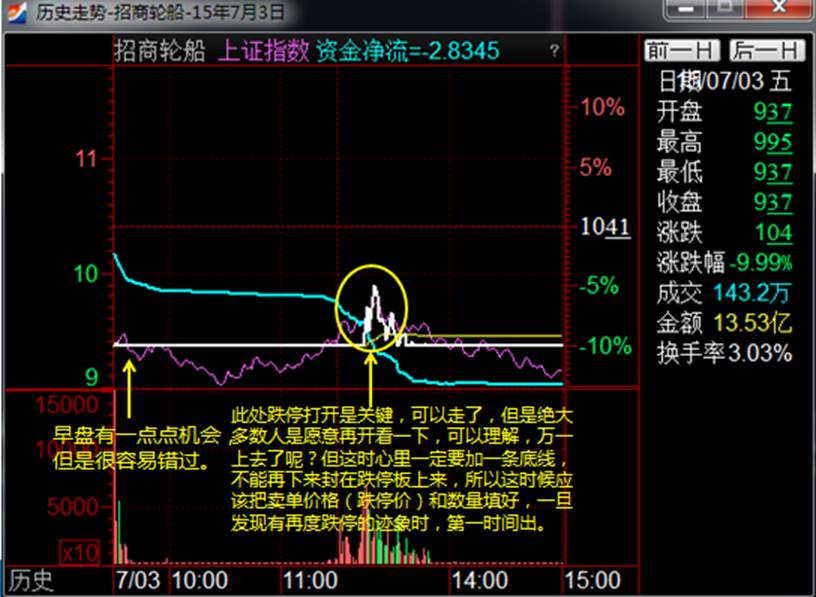 历史走势-招商轮船-15年7月3日
招商轮船 上证指数 资金净流=-2.8345 ?
前一日 后一日
日期 15/07/03 五
开盘 937
最高 995
最低 937
收盘 937
涨跌 104
涨跌幅 -9.99%
成交 143.2万
金额 13.53亿
换手率 3.03%
10%
11
5%
1041
10
-5%
-10%
9
15000
早盘有一点点机会，
但是很容易错过。
此处跌停打开是关键，可以走了，但是绝大
多数人是愿意再开看一下，可以理解，万一
上去了呢？但这时心里一定要加一条底线，
不能再下来封在跌停板上来，所以这时候应
该把卖单价格（跌停价）和数量填好，一旦
发现有再度跌停的迹象时，第一时间出。
5000
x10
历史 7/03 10:00 11:00 14:00 15:00